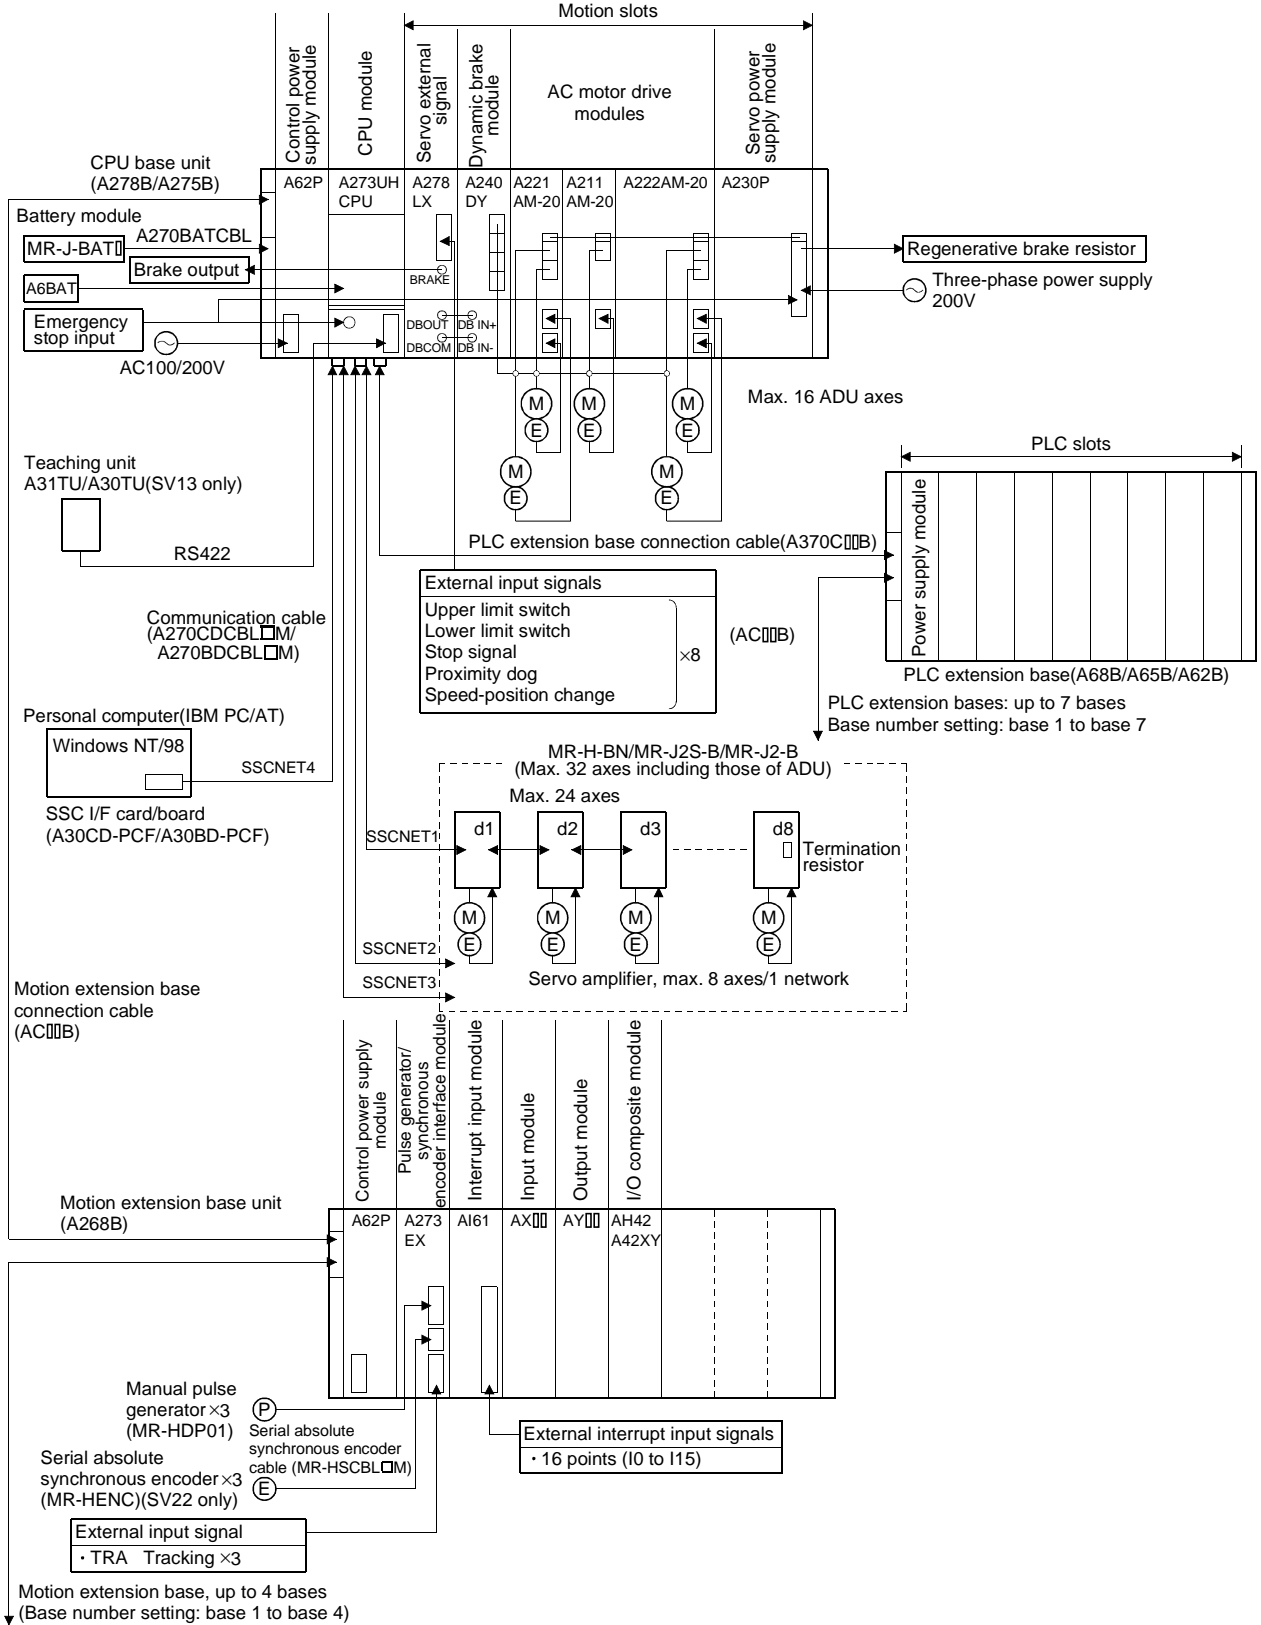 Motion slots
Control power
supply module
CPU module
Servo external
signal
Dynamic brake
module
AC motor drive
modules
Servo power
supply module
CPU base unit
(A278B/A275B)
A62P
A273UH
CPU
A278
LX
A240
DY
A221
AM-20
A211
AM-20
A222AM-20
A230P
Battery module
MR-J-BAT▯
A270BATCBL
Brake output
A6BAT
Emergency
stop input
AC100/200V
BRAKE
DBOUT
DB IN+
DBCOM
DB IN-
Regenerative brake resistor
Three-phase power supply
200V
M
E
M
E
M
E
M
E
M
E
Max. 16 ADU axes
Teaching unit
A31TU/A30TU(SV13 only)
RS422
PLC slots
Power supply module
PLC extension base connection cable(A370C▯▯B)
External input signals
Upper limit switch
Lower limit switch
Stop signal
Proximity dog
Speed-position change
×8
(AC▯▯B)
PLC extension base(A68B/A65B/A62B)
PLC extension bases: up to 7 bases
Base number setting: base 1 to base 7
Communication cable
(A270CDCBL□M/
A270BDCBL□M)
Personal computer(IBM PC/AT)
Windows NT/98
SSCNET4
SSC I/F card/board
(A30CD-PCF/A30BD-PCF)
MR-H-BN/MR-J2S-B/MR-J2-B
(Max. 32 axes including those of ADU)
Max. 24 axes
SSCNET1
d1
d2
d3
d8
Termination
resistor
M
E
M
E
M
E
M
E
SSCNET2
SSCNET3
Servo amplifier, max. 8 axes/1 network
Motion extension base
connection cable
(AC▯▯B)
Control power supply
module
Pulse generator/
synchronous
encoder interface module
Interrupt input module
Input module
Output module
I/O composite module
Motion extension base unit
(A268B)
A62P
A273
EX
AI61
AX▯▯
AY▯▯
AH42
A42XY
Manual pulse
generator×3
(MR-HDP01)
P
Serial absolute
synchronous encoder
cable (MR-HSCBL□M)
Serial absolute
synchronous encoder×3
(MR-HENC)(SV22 only)
E
External interrupt input signals
・16 points (I0 to I15)
External input signal
・TRA Tracking ×3
Motion extension base, up to 4 bases
(Base number setting: base 1 to base 4)